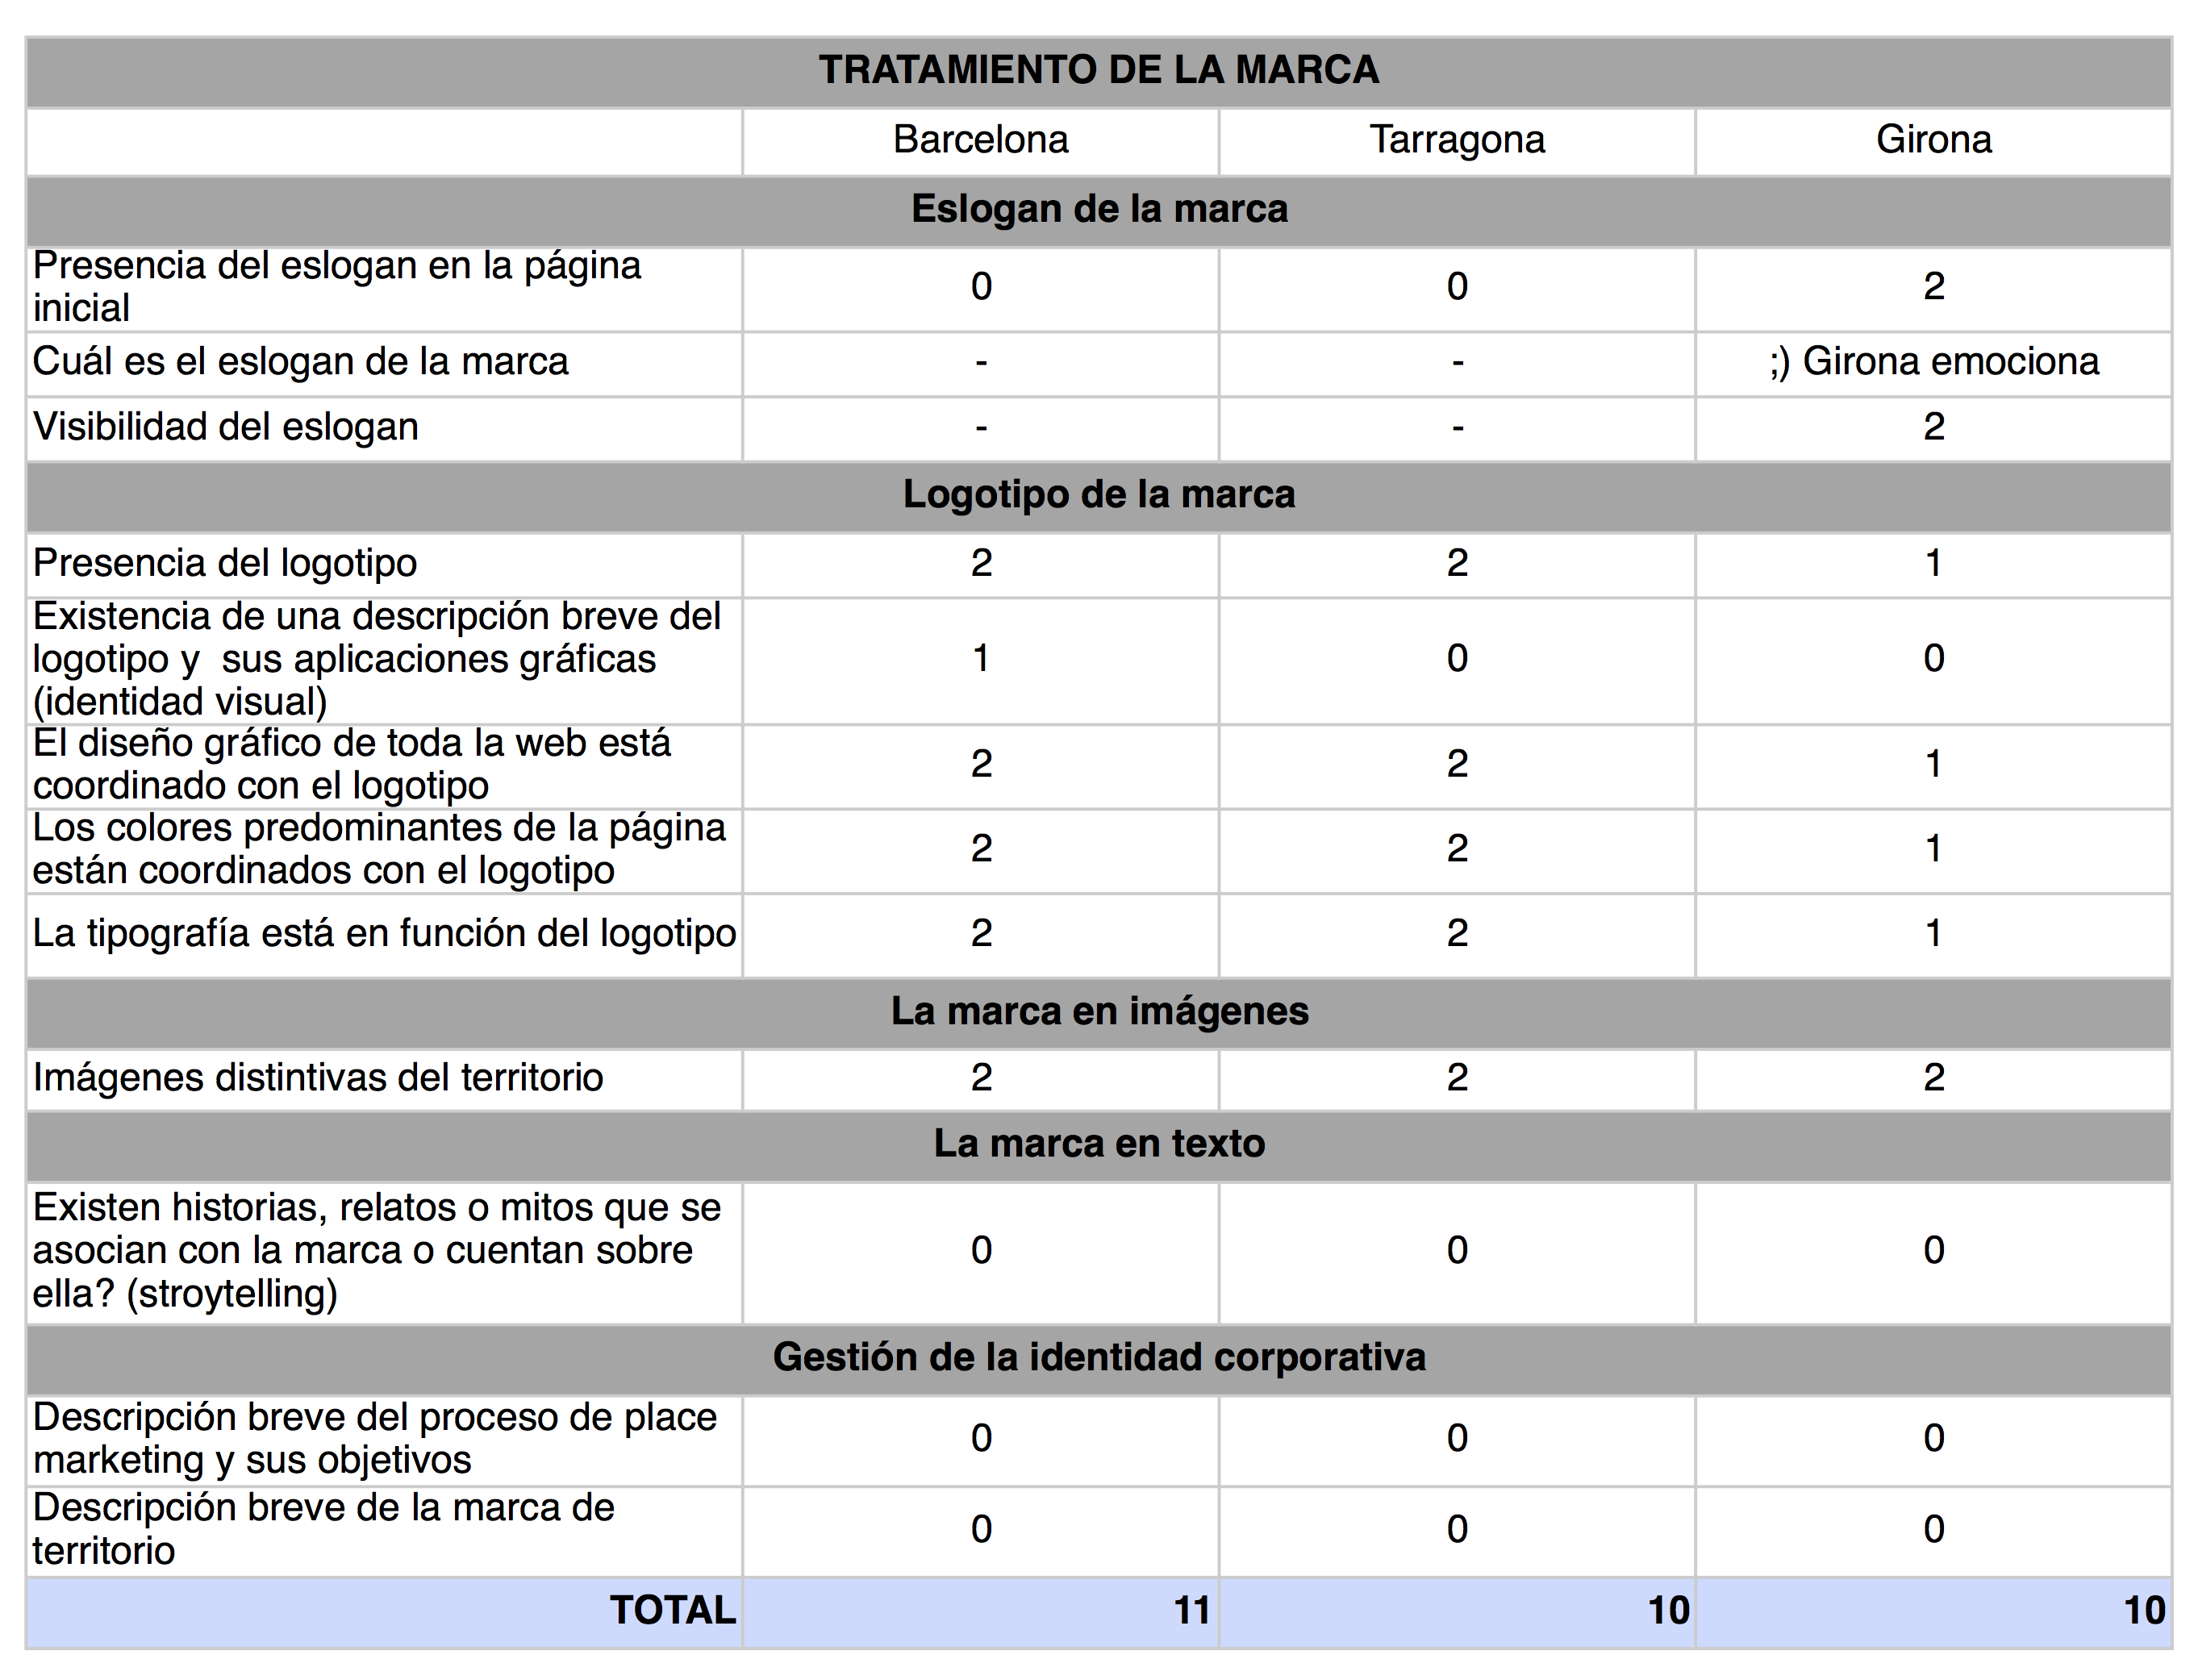 TRATAMIENTO DE LA MARCA
Barcelona Tarragona Girona
Eslogan de la marca
Presencia del eslogan en la página
inicial
0 0 2
Cuál es el eslogan de la marca - - ;) Girona emociona
Visibilidad del eslogan - - 2
Logotipo de la marca
Presencia del logotipo 2 2 1
Existencia de una descripción breve del
logotipo y  sus aplicaciones gráficas
(identidad visual)
1 0 0
El diseño gráfico de toda la web está
coordinado con el logotipo
2 2 1
Los colores predominantes de la página
están coordinados con el logotipo
2 2 1
La tipografía está en función del logotipo 2 2 1
La marca en imágenes
Imágenes distintivas del territorio 2 2 2
La marca en texto
Existen historias, relatos o mitos que se
asocian con la marca o cuentan sobre
ella? (stroytelling)
0 0 0
Gestión de la identidad corporativa
Descripción breve del proceso de place
marketing y sus objetivos
0 0 0
Descripción breve de la marca de
territorio
0 0 0
TOTAL 11 10 10